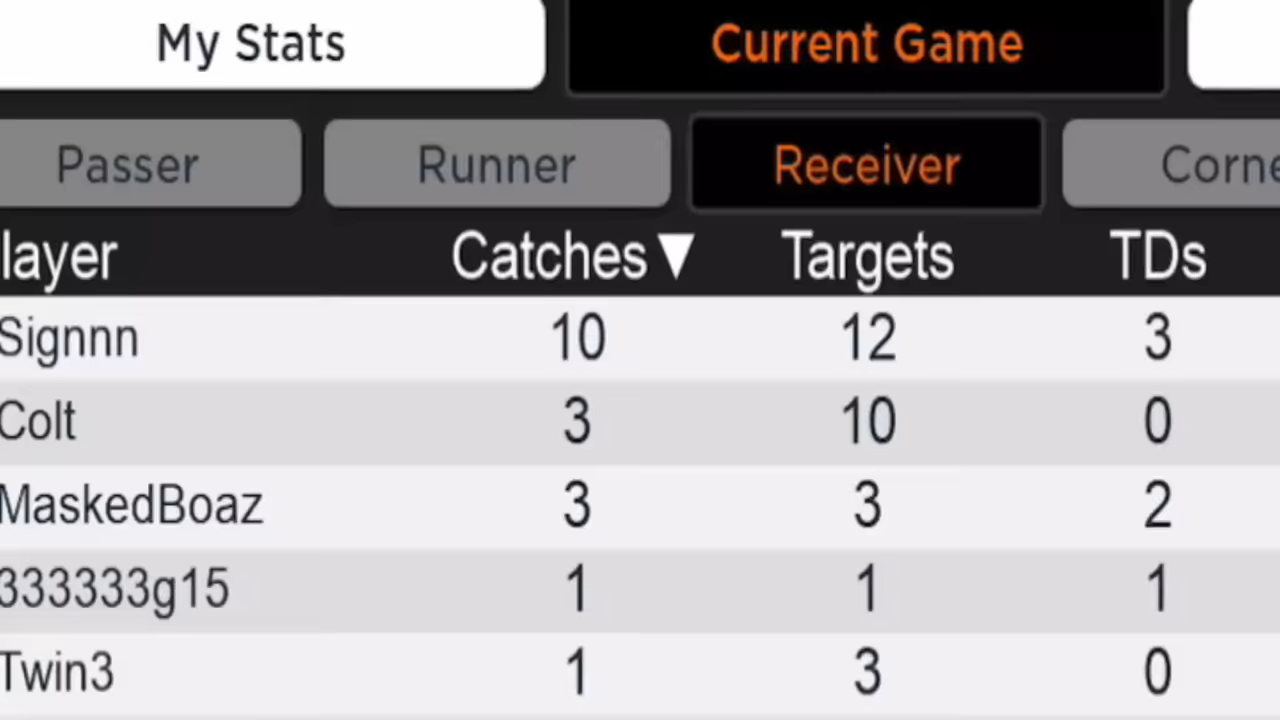 My Stats Current Game
Passer Runner Receiver Corne
layer Catches ▼ Targets TDs
Signnn 10 12 3
Colt 3 10 0
MaskedBoaz 3 3 2
333333g15 1 1 1
Twin3 1 3 0